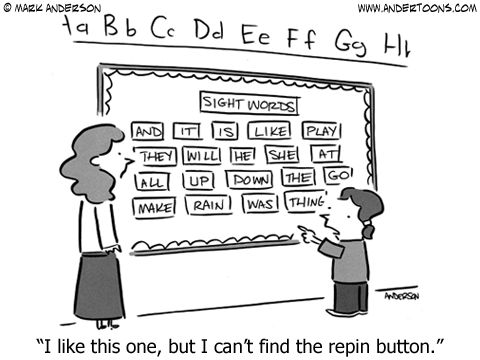 © MARK ANDERSON WWW.ANDERTOONS.COM
Aa Bb Cc Dd Ee Ff Gg Hh
SIGHT WORDS
AND IT IS LIKE PLAY
THEY WILL HE SHE AT
ALL UP DOWN THE GO
MAKE RAIN WAS THING
ANDERSON
“I like this one, but I can’t find the repin button.”